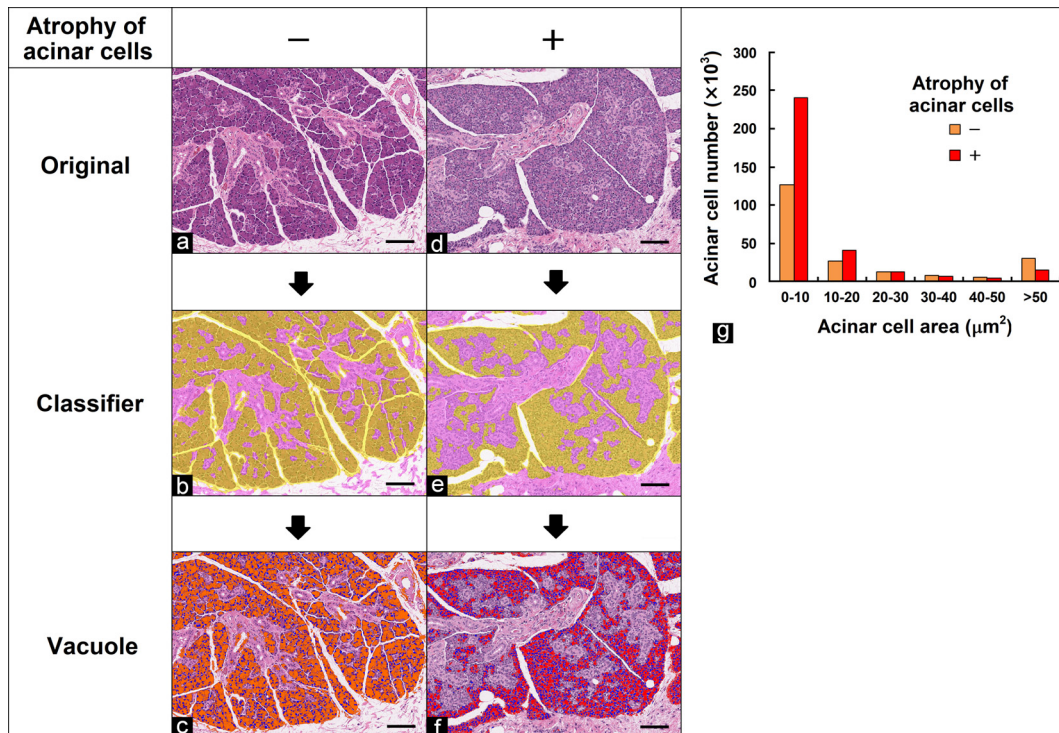 Atrophy of
acinar cells
−
+
Original
a
d
Classifier
b
e
Vacuole
c
f
Acinar cell number (×10³)
300
250
200
150
100
50
0
Atrophy of
acinar cells
−
+
0-10 10-20 20-30 30-40 40-50 >50
Acinar cell area (μm²)
g